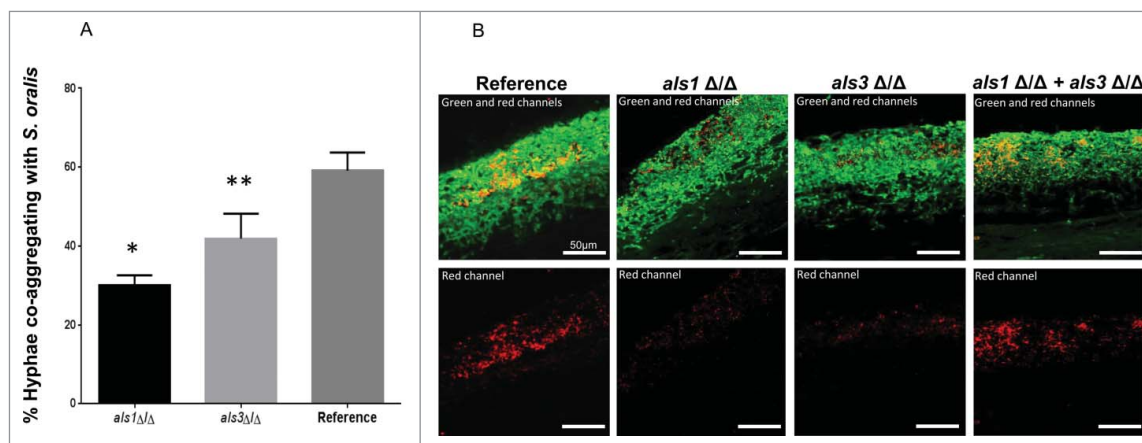 A
% Hyphae co-aggregating with S. oralis
80
60
40
20
0
*
**
als1Δ/Δ
als3Δ/Δ
Reference
B
Reference
als1 Δ/Δ
als3 Δ/Δ
als1 Δ/Δ + als3 Δ/Δ
Green and red channels
Green and red channels
Green and red channels
Green and red channels
50μm
Red channel
Red channel
Red channel
Red channel